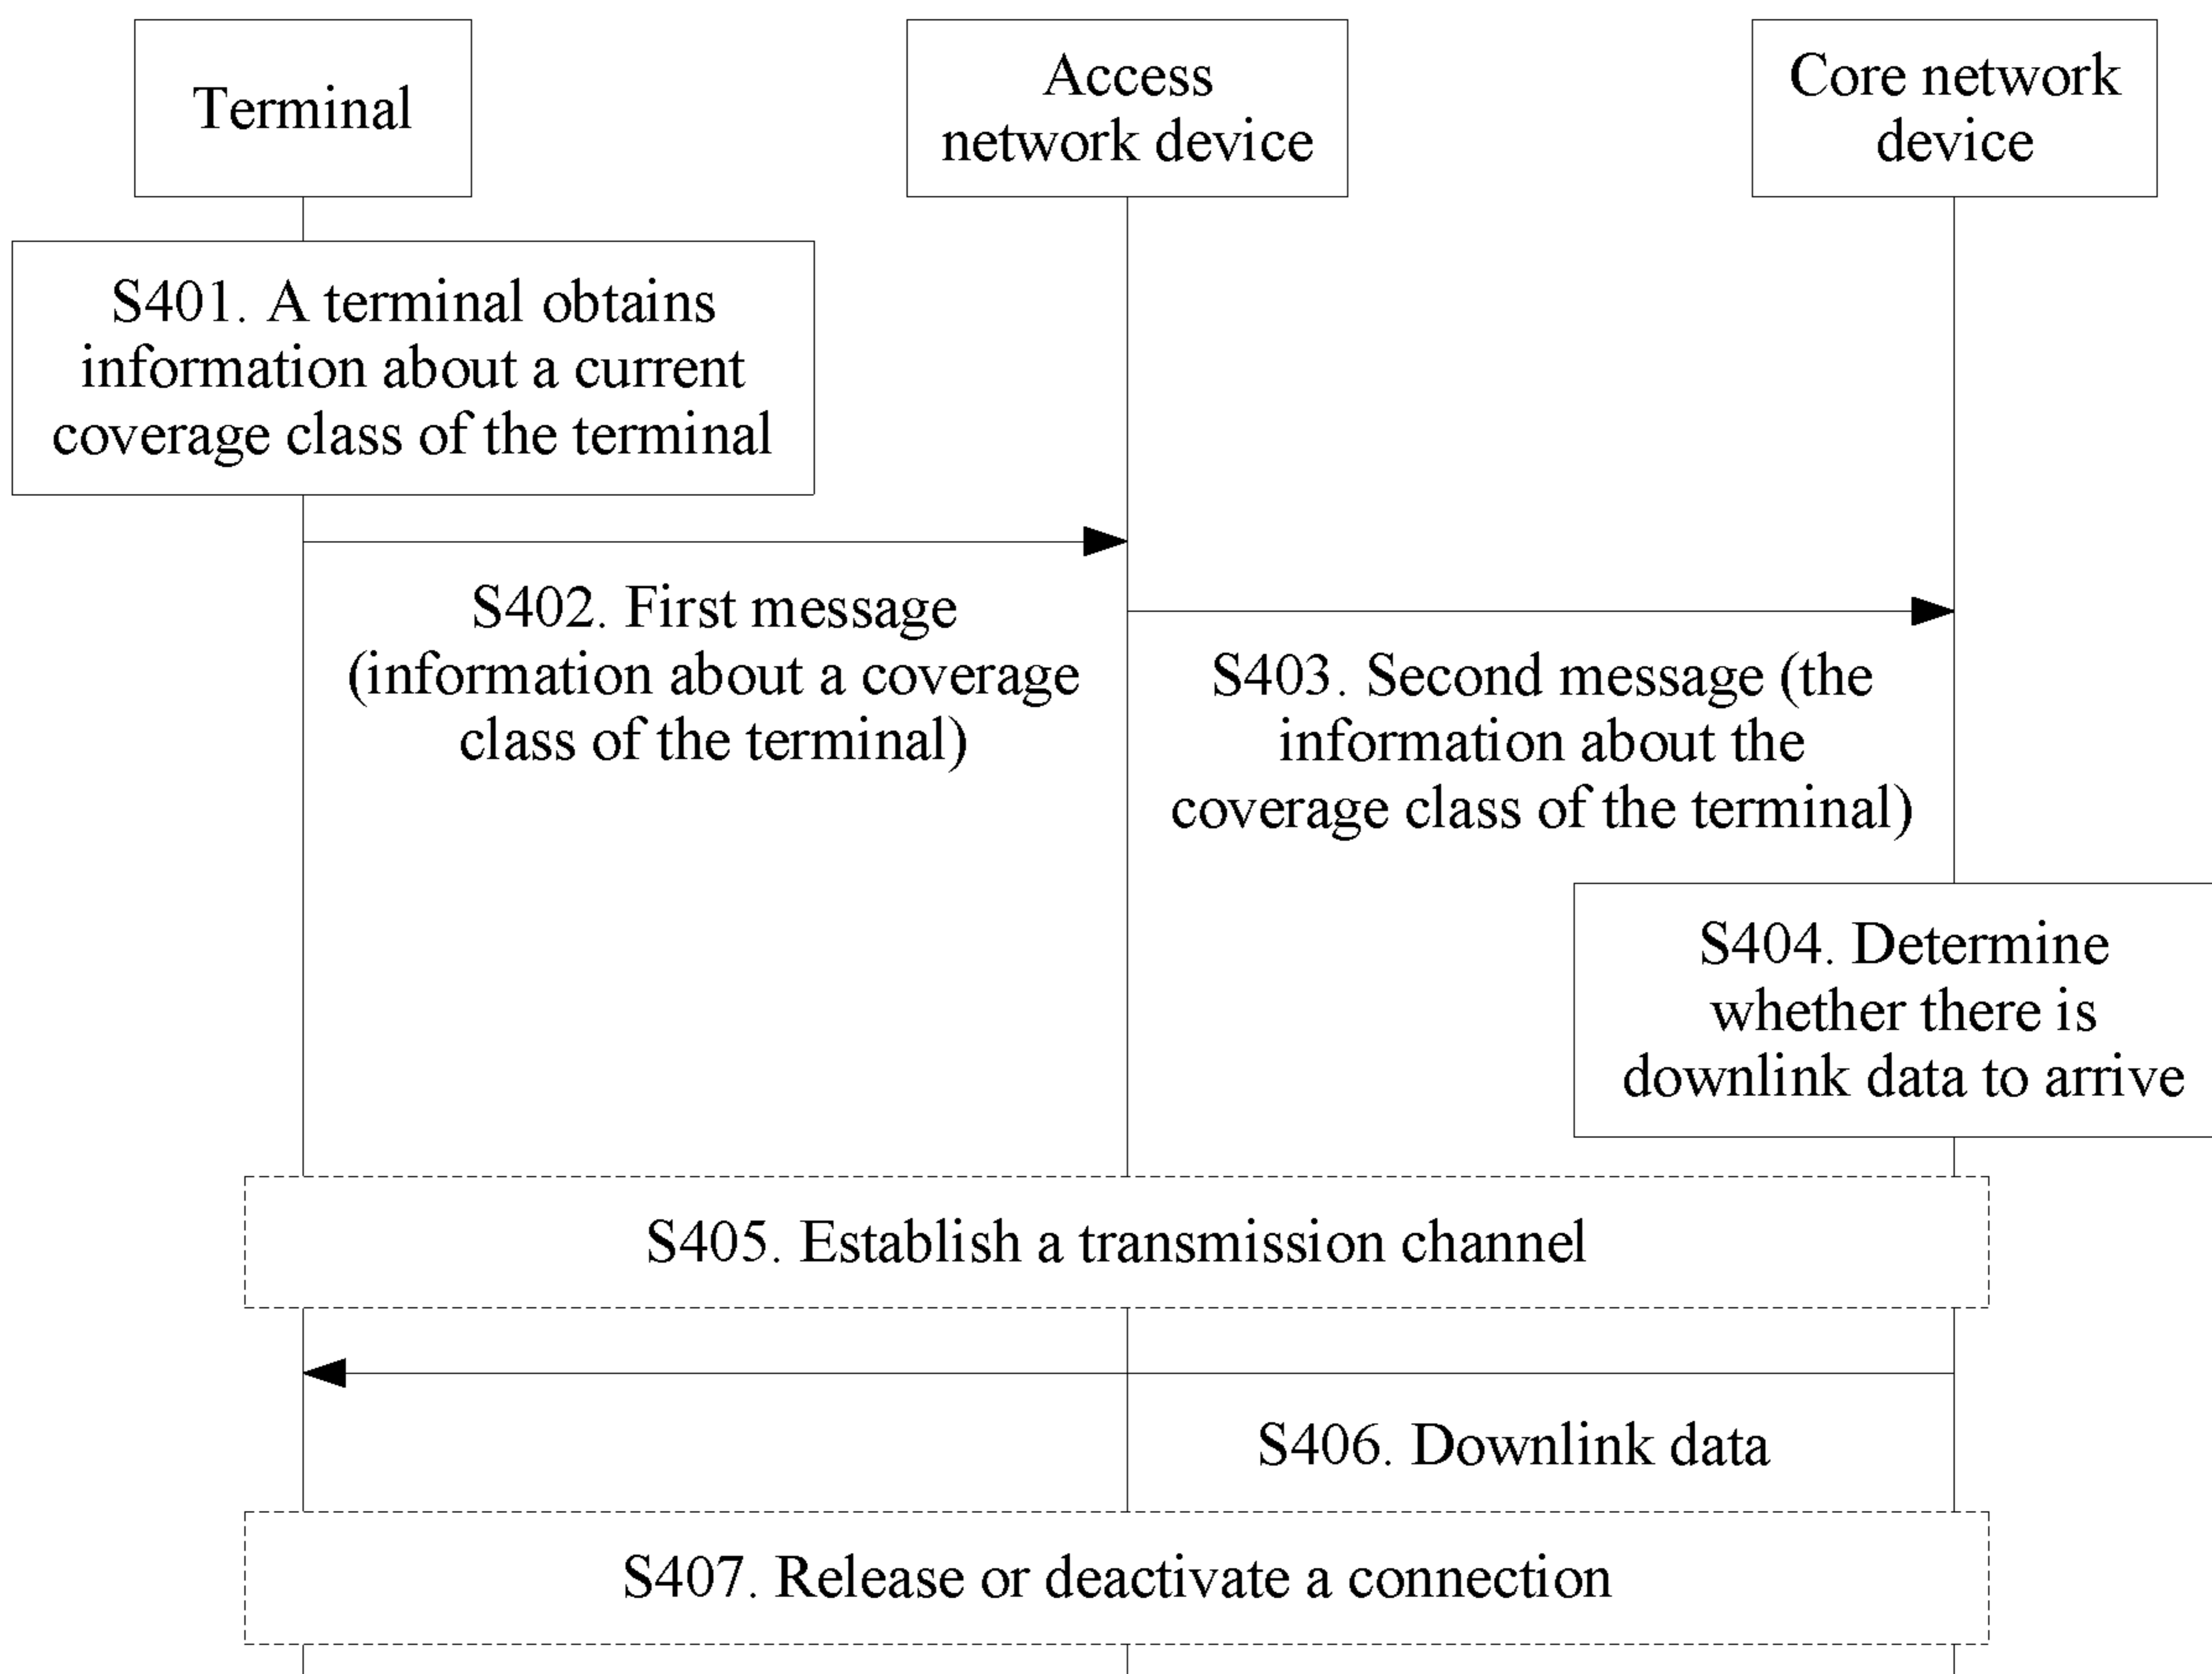 Terminal
Access
network device
Core network
device
S401. A terminal obtains
information about a current
coverage class of the terminal
S402. First message
(information about a coverage
class of the terminal)
S403. Second message (the
information about the
coverage class of the terminal)
S404. Determine
whether there is
downlink data to arrive
S405. Establish a transmission channel
S406. Downlink data
S407. Release or deactivate a connection